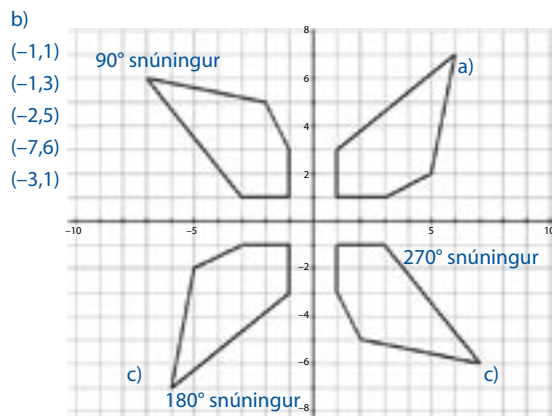 b)
(–1,1)
(–1,3)
(–2,5)
(–7,6)
(–3,1)
90° snúningur
a)
8
6
4
2
–10
–5
5
10
–2
–4
–6
–8
270° snúningur
c)
c)
180° snúningur